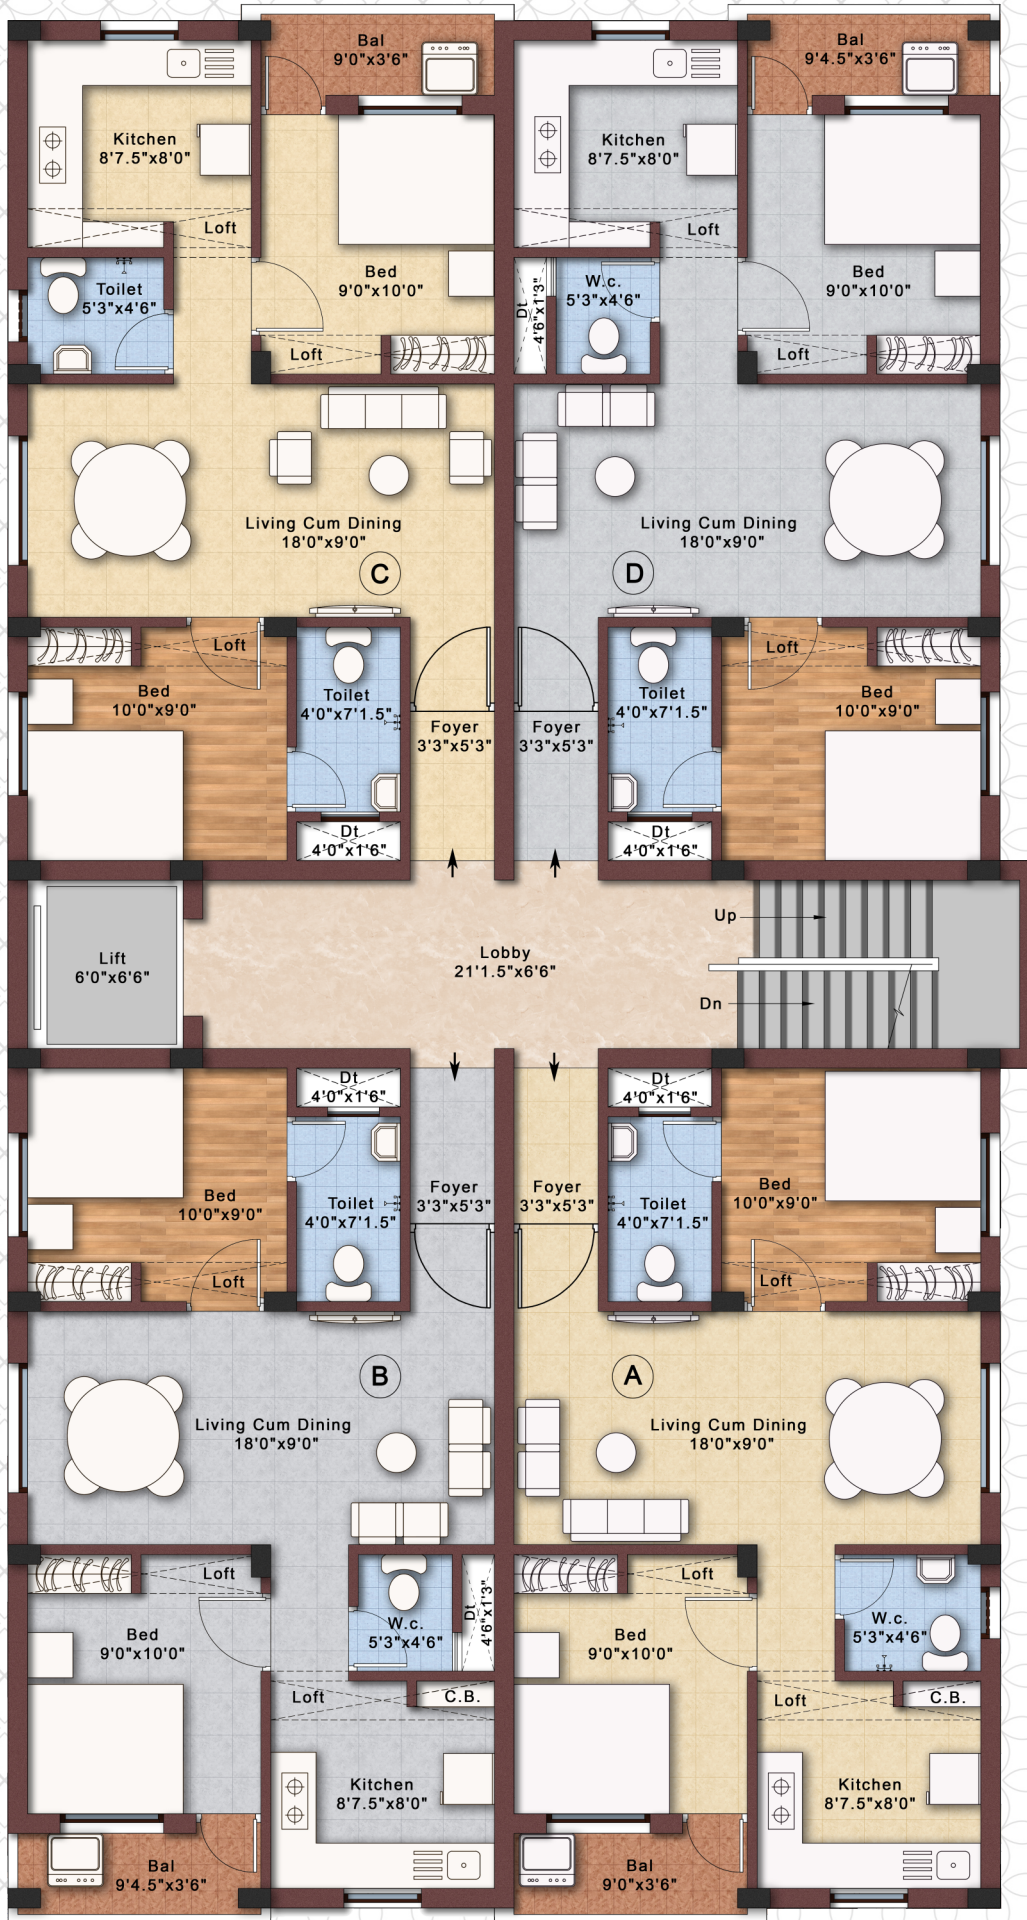 Bal
9'0"x3'6"
Bal
9'4.5"x3'6"
Kitchen
8'7.5"x8'0"
Kitchen
8'7.5"x8'0"
Loft
Loft
Toilet
5'3"x4'6"
Bed
9'0"x10'0"
Dt
4'6"x1'3"
W.c.
5'3"x4'6"
Bed
9'0"x10'0"
Loft
Loft
Living Cum Dining
18'0"x9'0"
Living Cum Dining
18'0"x9'0"
C
D
Loft
Loft
Bed
10'0"x9'0"
Toilet
4'0"x7'1.5"
Toilet
4'0"x7'1.5"
Bed
10'0"x9'0"
Foyer
3'3"x5'3"
Foyer
3'3"x5'3"
Dt
4'0"x1'6"
Dt
4'0"x1'6"
Up
Lift
6'0"x6'6"
Lobby
21'1.5"x6'6"
Dn
Dt
4'0"x1'6"
Dt
4'0"x1'6"
Bed
10'0"x9'0"
Toilet
4'0"x7'1.5"
Foyer
3'3"x5'3"
Foyer
3'3"x5'3"
Toilet
4'0"x7'1.5"
Bed
10'0"x9'0"
Loft
Loft
B
A
Living Cum Dining
18'0"x9'0"
Living Cum Dining
18'0"x9'0"
Loft
Loft
W.c.
5'3"x4'6"
Dt
4'6"x1'3"
W.c.
5'3"x4'6"
Bed
9'0"x10'0"
Bed
9'0"x10'0"
Loft
C.B.
Loft
C.B.
Kitchen
8'7.5"x8'0"
Kitchen
8'7.5"x8'0"
Bal
9'4.5"x3'6"
Bal
9'0"x3'6"